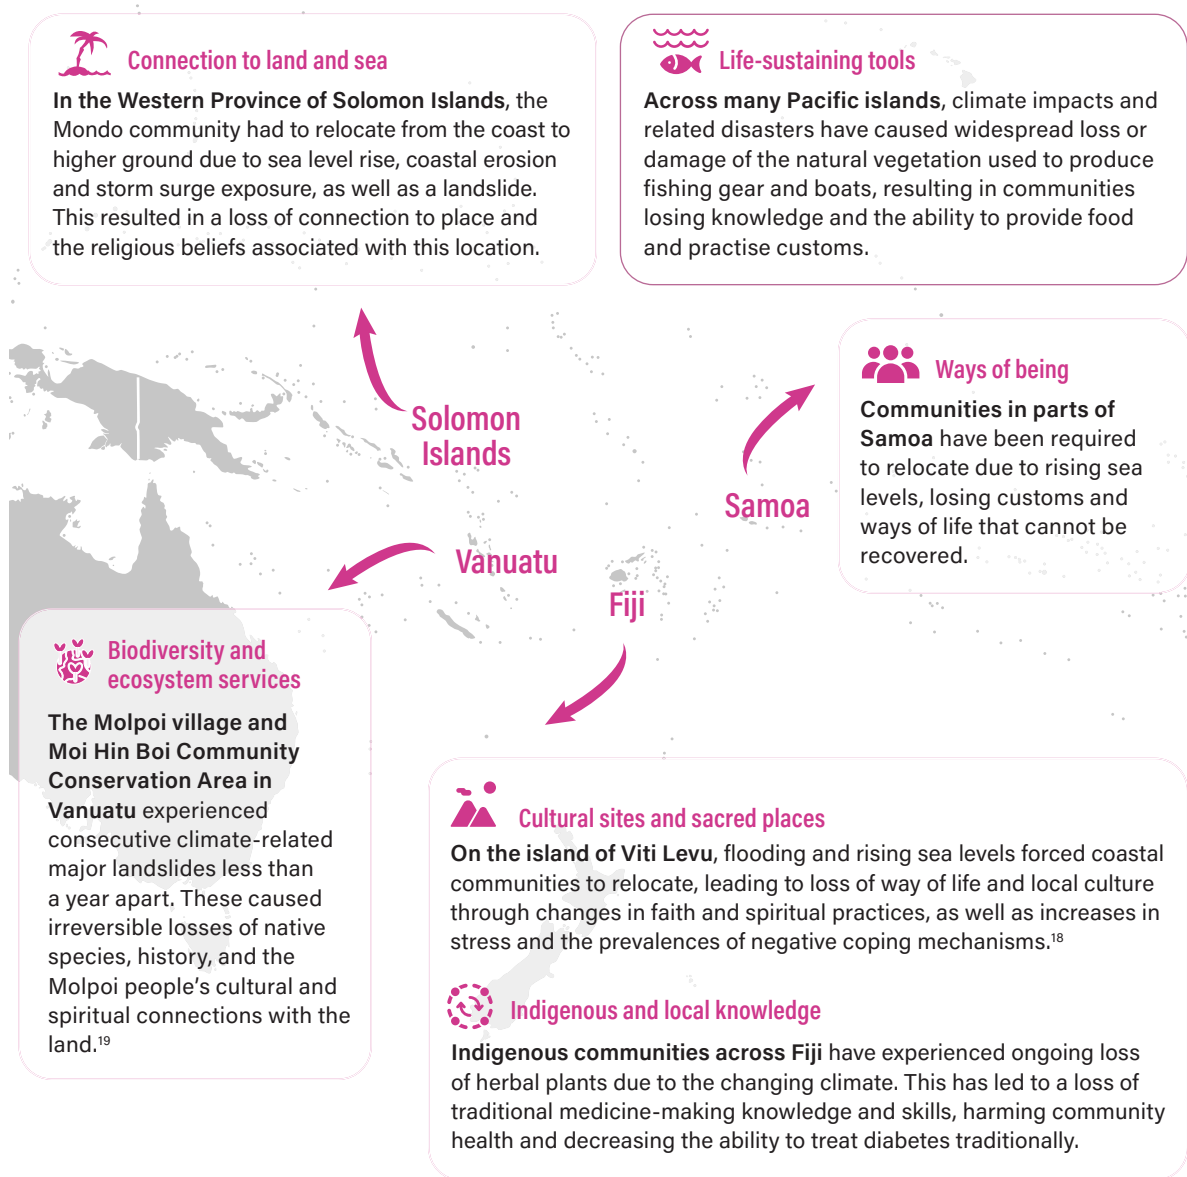 Connection to land and sea
In the Western Province of Solomon Islands, the
Mondo community had to relocate from the coast to
higher ground due to sea level rise, coastal erosion
and storm surge exposure, as well as a landslide.
This resulted in a loss of connection to place and
the religious beliefs associated with this location.
Life-sustaining tools
Across many Pacific islands, climate impacts and
related disasters have caused widespread loss or
damage of the natural vegetation used to produce
fishing gear and boats, resulting in communities
losing knowledge and the ability to provide food
and practise customs.
Solomon
Islands
Samoa
Vanuatu
Fiji
Ways of being
Communities in parts of
Samoa have been required
to relocate due to rising sea
levels, losing customs and
ways of life that cannot be
recovered.
Biodiversity and
ecosystem services
The Molpoi village and
Moi Hin Boi Community
Conservation Area in
Vanuatu experienced
consecutive climate-related
major landslides less than
a year apart. These caused
irreversible losses of native
species, history, and the
Molpoi people’s cultural and
spiritual connections with the
land.¹⁹
Cultural sites and sacred places
On the island of Viti Levu, flooding and rising sea levels forced coastal
communities to relocate, leading to loss of way of life and local culture
through changes in faith and spiritual practices, as well as increases in
stress and the prevalences of negative coping mechanisms.¹⁸
Indigenous and local knowledge
Indigenous communities across Fiji have experienced ongoing loss
of herbal plants due to the changing climate. This has led to a loss of
traditional medicine-making knowledge and skills, harming community
health and decreasing the ability to treat diabetes traditionally.